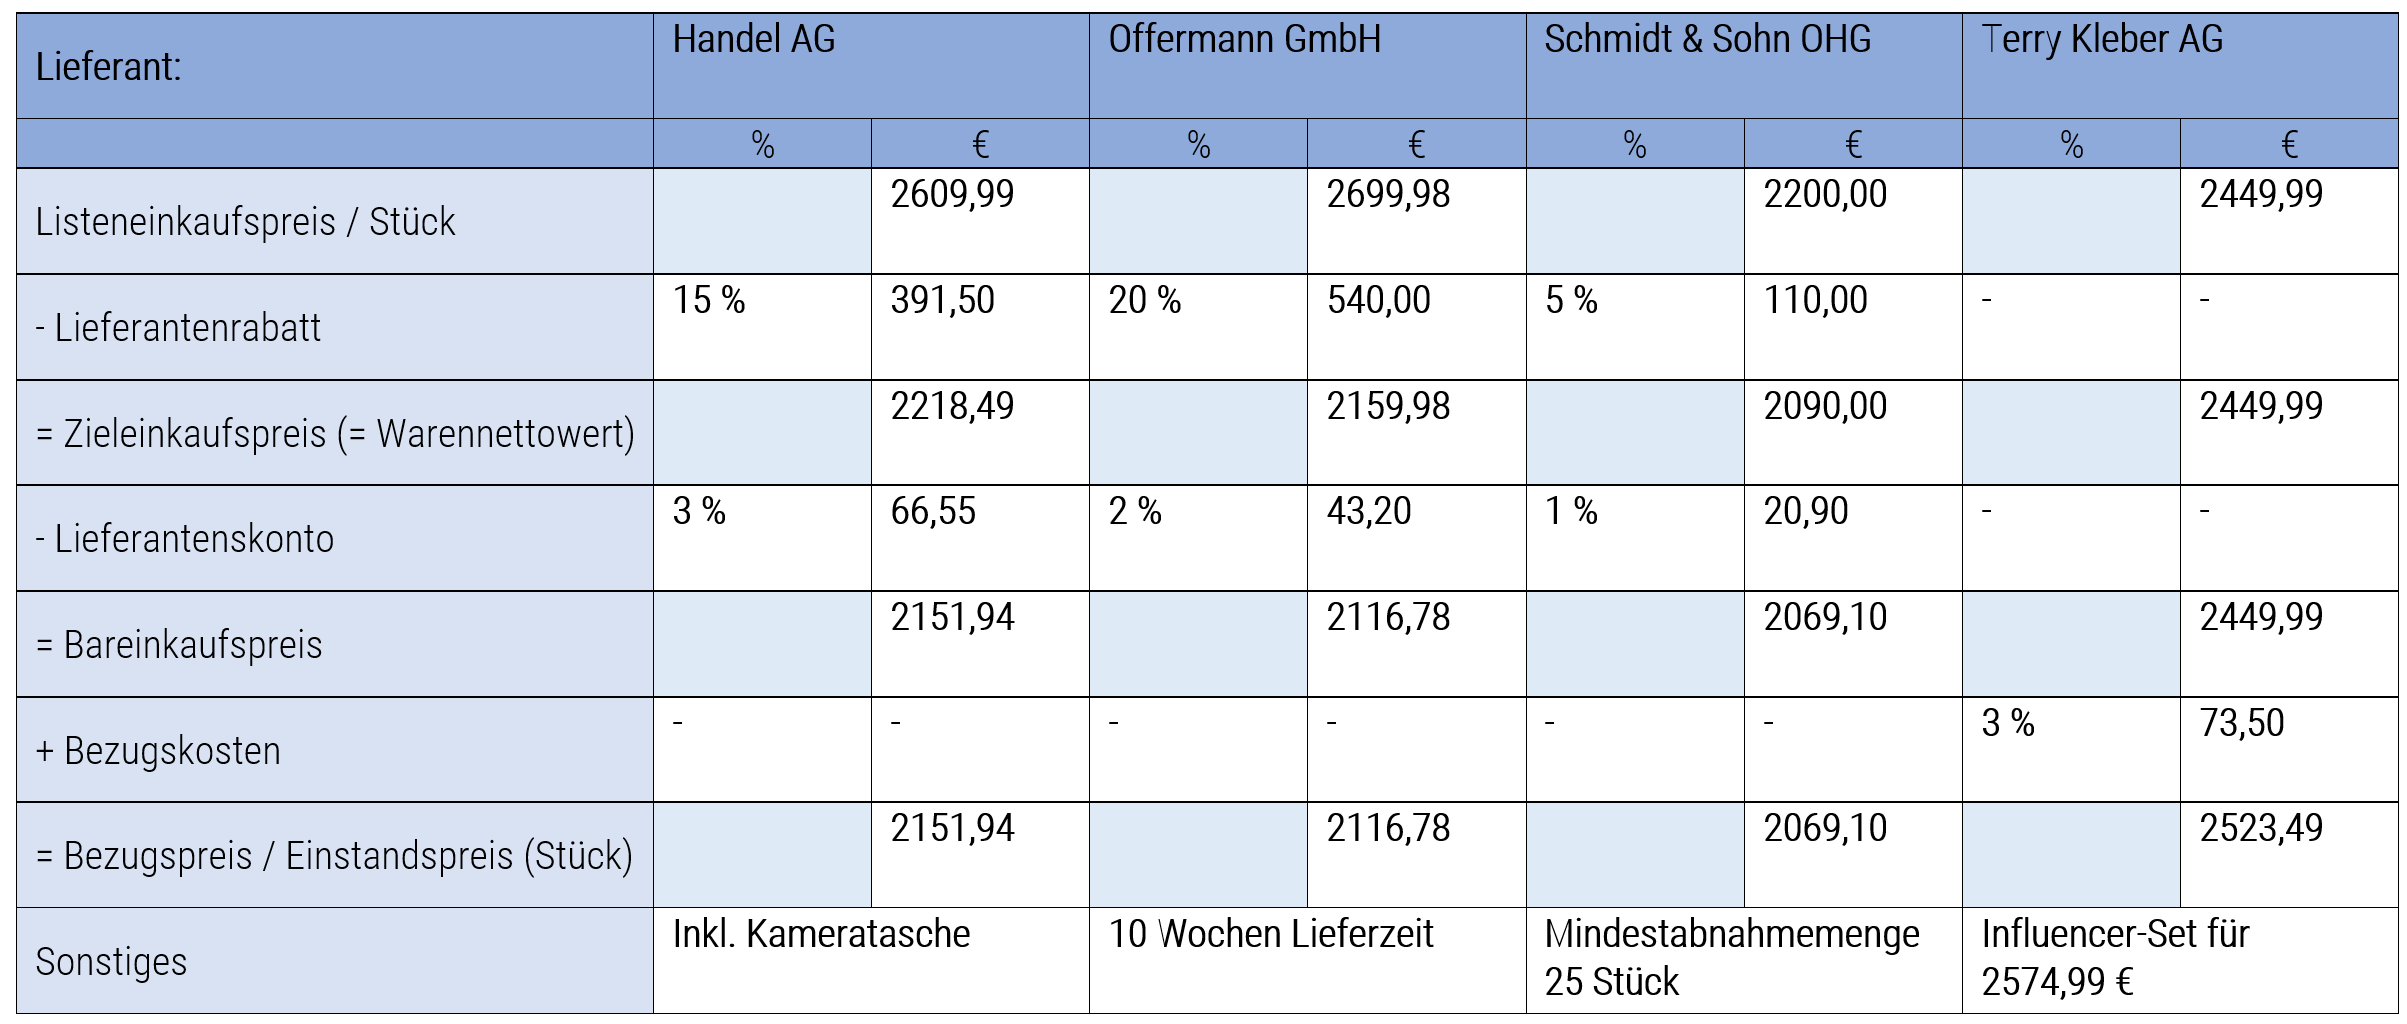 Lieferant: Handel AG Offermann GmbH Schmidt & Sohn OHG Terry Kleber AG
% € % € % € % €
Listeneinkaufspreis / Stück 2609,99 2699,98 2200,00 2449,99
- Lieferantenrabatt 15 % 391,50 20 % 540,00 5 % 110,00 - -
= Zieleinkaufspreis (= Warennettowert) 2218,49 2159,98 2090,00 2449,99
- Lieferantenskonto 3 % 66,55 2 % 43,20 1 % 20,90 - -
= Bareinkaufspreis 2151,94 2116,78 2069,10 2449,99
+ Bezugskosten - - - - - - 3 % 73,50
= Bezugspreis / Einstandspreis (Stück) 2151,94 2116,78 2069,10 2523,49
Sonstiges Inkl. Kameratasche 10 Wochen Lieferzeit Mindestabnahmemenge Influencer-Set für
25 Stück 2574,99 €